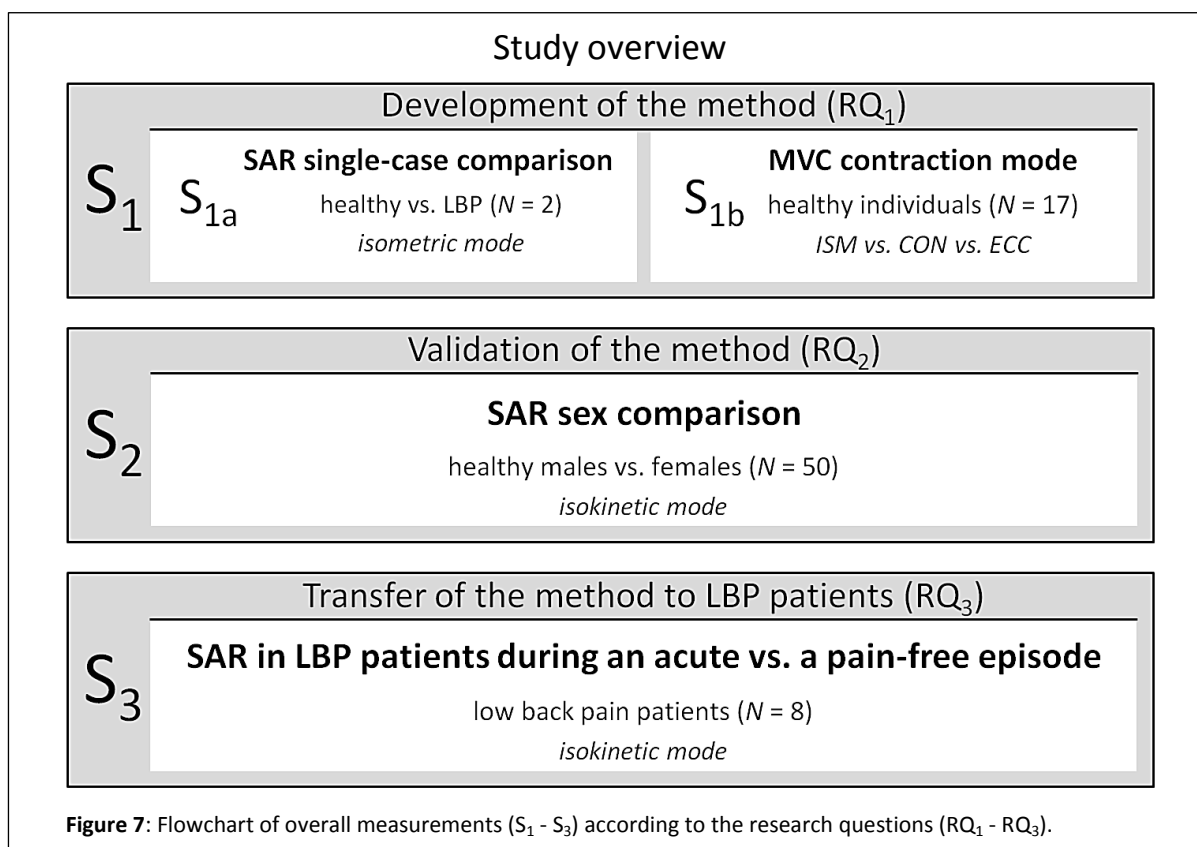 Study overview
Development of the method (RQ₁)
S₁
S₁ₐ
SAR single-case comparison
healthy vs. LBP (N = 2)
isometric mode
S₁b
MVC contraction mode
healthy individuals (N = 17)
ISM vs. CON vs. ECC
Validation of the method (RQ₂)
S₂
SAR sex comparison
healthy males vs. females (N = 50)
isokinetic mode
Transfer of the method to LBP patients (RQ₃)
S₃
SAR in LBP patients during an acute vs. a pain-free episode
low back pain patients (N = 8)
isokinetic mode
Figure 7: Flowchart of overall measurements (S₁ - S₃) according to the research questions (RQ₁ - RQ₃).